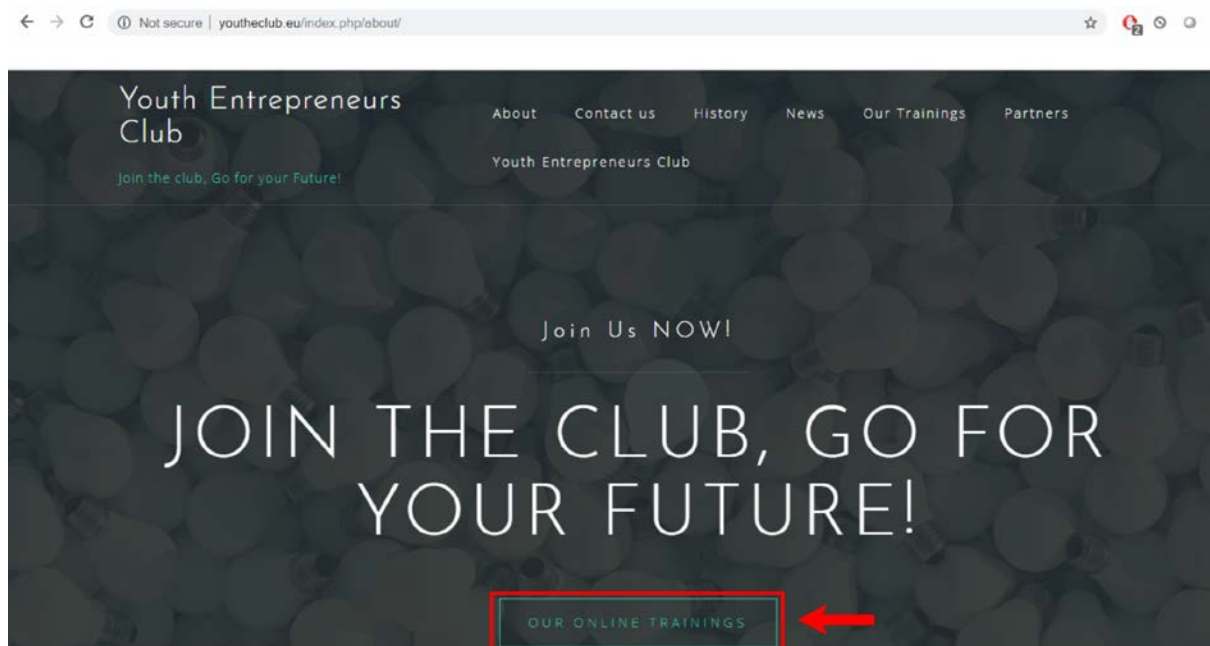 Not secure | youtheclub.eu/index.php/about/
2
Youth Entrepreneurs
Club
Join the club, Go for your Future!
About Contact us History News Our Trainings Partners
Youth Entrepreneurs Club
Join Us NOW!
JOIN THE CLUB, GO FOR
YOUR FUTURE!
OUR ONLINE TRAININGS